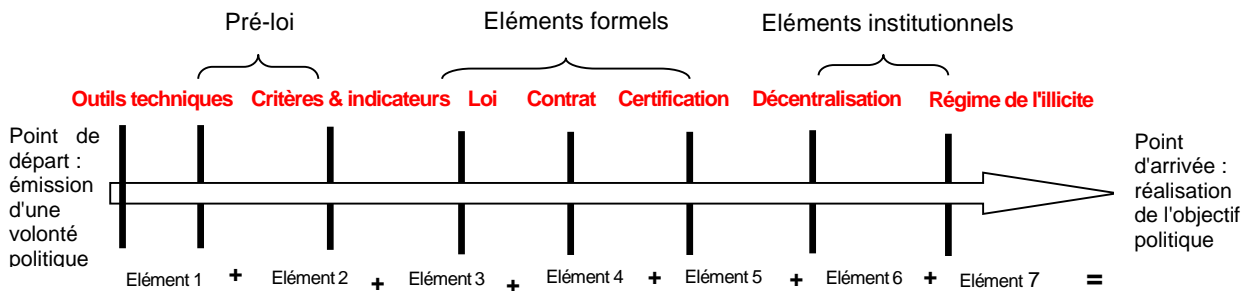 Pré-loi Eléments formels Eléments institutionnels
Outils techniques Critères & indicateurs Loi Contrat Certification Décentralisation Régime de l'illicite
Point de
départ :
émission
d'une
volonté
politique
Point
d'arrivée :
réalisation
de l'objectif
politique
Elément 1 + Elément 2 + Elément 3 + Elément 4 + Elément 5 + Elément 6 + Elément 7 =